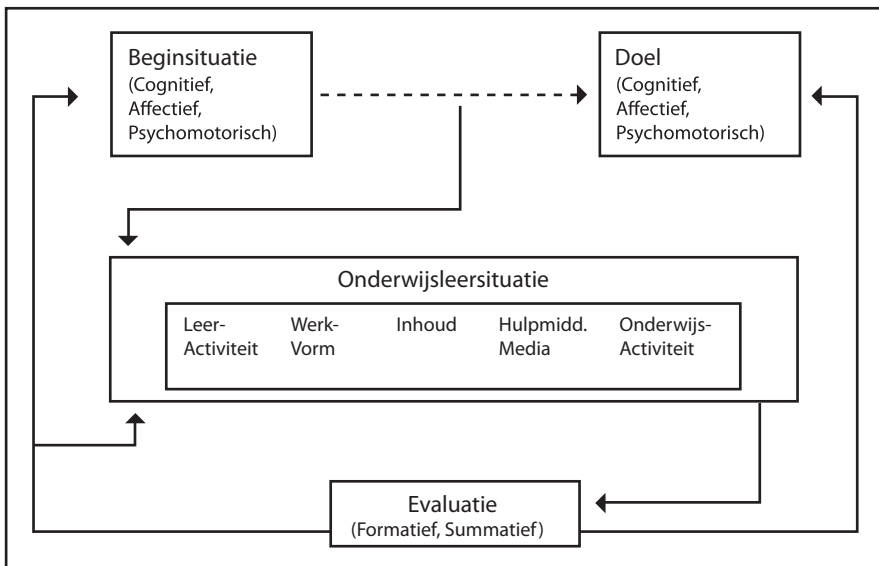 Beginsituatie
(Cognitief,
Affectief,
Psychomotorisch)
Doel
(Cognitief,
Affectief,
Psychomotorisch)
Onderwijsleersituatie
Leer-
Activiteit
Werk-
Vorm
Inhoud
Hulpmidd.
Media
Onderwijs-
Activiteit
Evaluatie
(Formatief, Summatief)